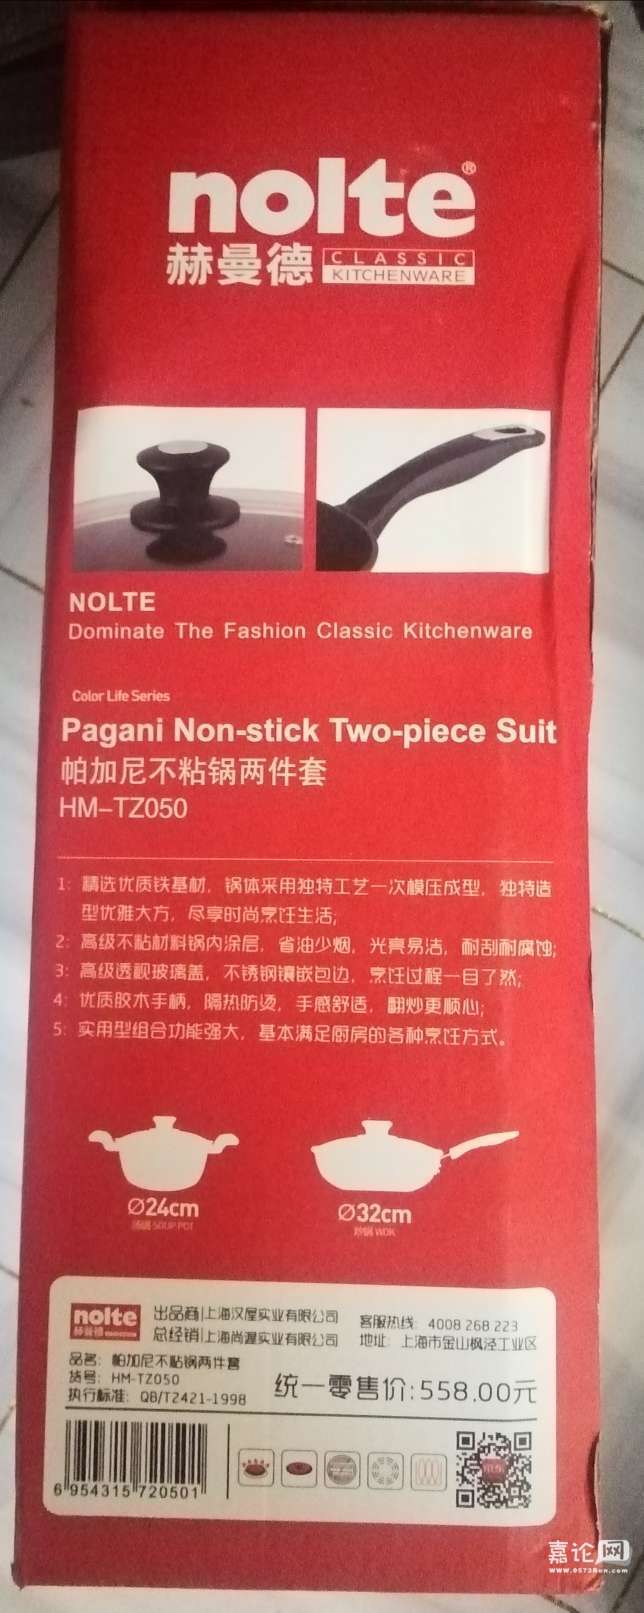 nolte®
赫曼德 CLASSIC KITCHENWARE
NOLTE
Dominate The Fashion Classic Kitchenware
Color Life Series
Pagani Non-stick Two-piece Suit
帕加尼不粘锅两件套
HM-TZ050
1: 精选优质铁基材, 锅体采用独特工艺一次模压成型, 独特造
型优雅大方, 尽享时尚烹饪生活;
2: 高级不粘材料锅内涂层, 省油少烟, 光亮易洁, 耐刮耐腐蚀;
3: 高级透视玻璃盖, 不锈钢镶嵌包边, 烹饪过程一目了然;
4: 优质胶木手柄, 隔热防烫, 手感舒适, 翻炒更顺心;
5: 实用型组合功能强大, 基本满足厨房的各种烹饪方式。
Ø24cm
汤锅 SOUP POT
Ø32cm
炒锅 WOK
nolte
赫曼德
出品商|上海汉屋实业有限公司
总经销|上海尚渥实业有限公司
客服热线: 4008 268 223
地址: 上海市金山枫泾工业区
品名: 帕加尼不粘锅两件套
货号: HM-TZ050
执行标准: QB/T2421-1998
统一零售价:558.00元
6 954315 720501
嘉论网
www.0573ren.com